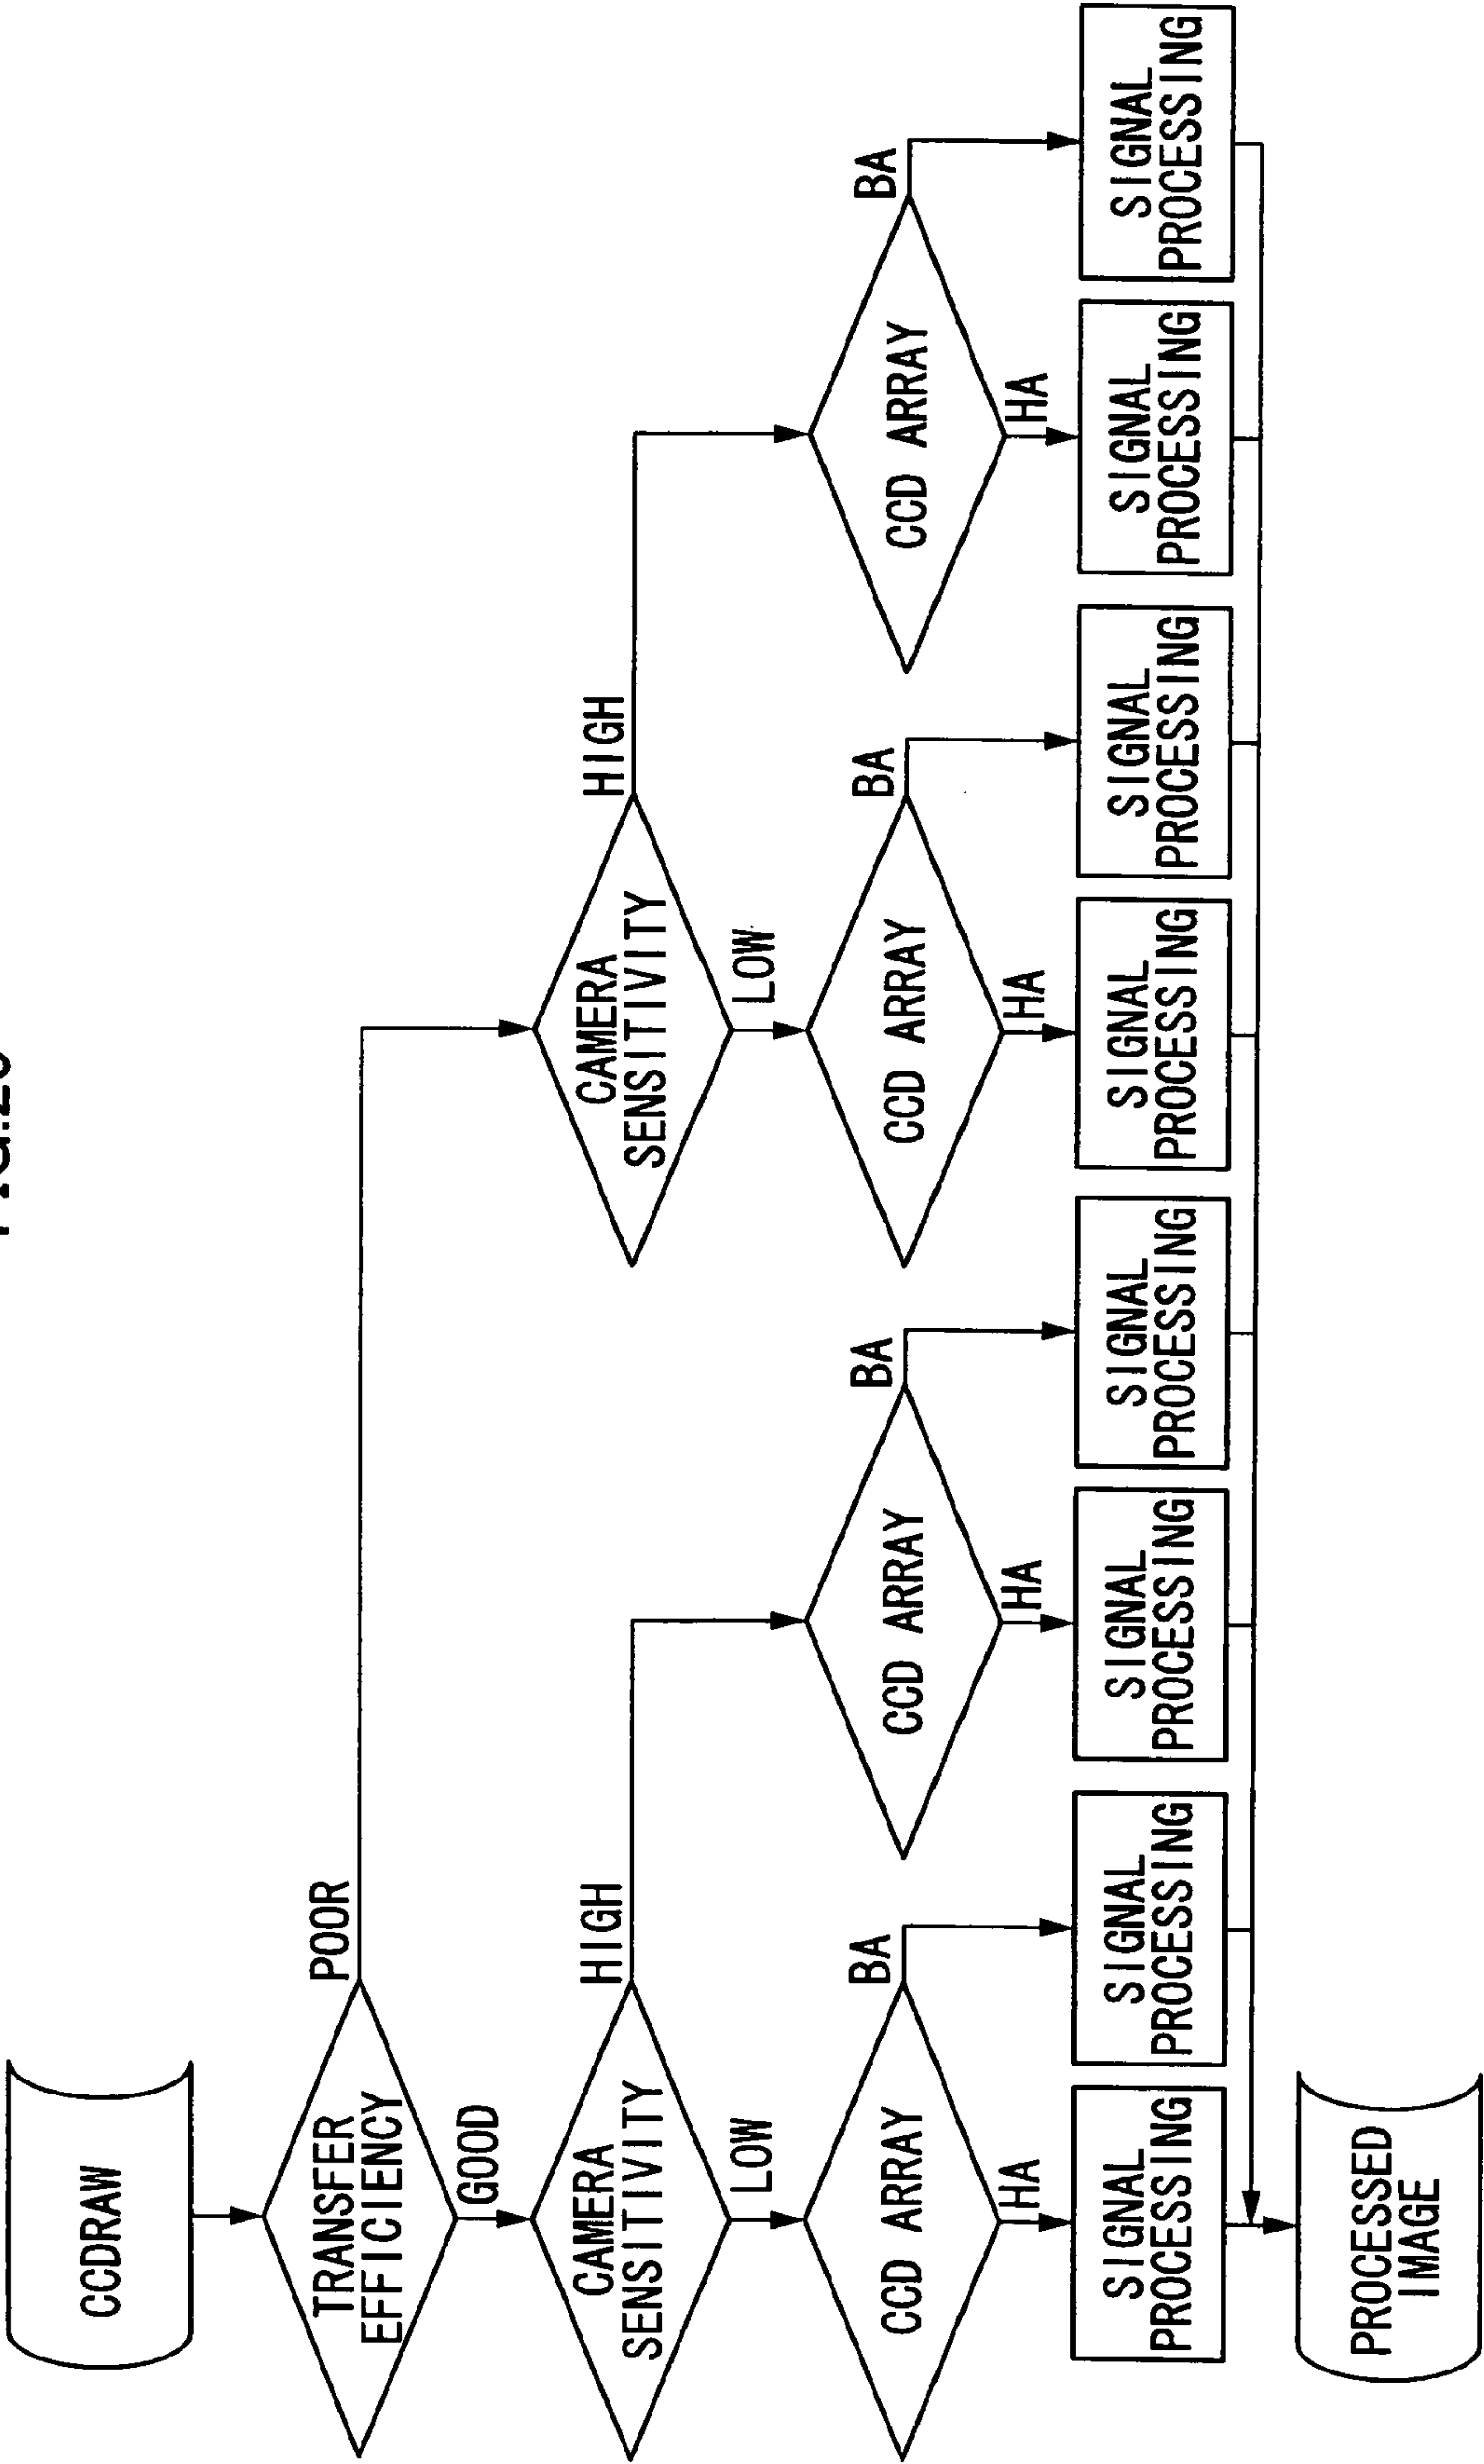 CCDRAW
TRANSFER
EFFICIENCY
POOR
GOOD
CAMERA
SENSITIVITY
HIGH
CAMERA
SENSITIVITY
HIGH
LOW
LOW
CCD ARRAY
BA
CCD ARRAY
BA
CCD ARRAY
BA
CCD ARRAY
BA
HA
HA
HA
HA
SIGNAL
PROCESSING
SIGNAL
PROCESSING
SIGNAL
PROCESSING
SIGNAL
PROCESSING
SIGNAL
PROCESSING
SIGNAL
PROCESSING
SIGNAL
PROCESSING
SIGNAL
PROCESSING
PROCESSED
IMAGE